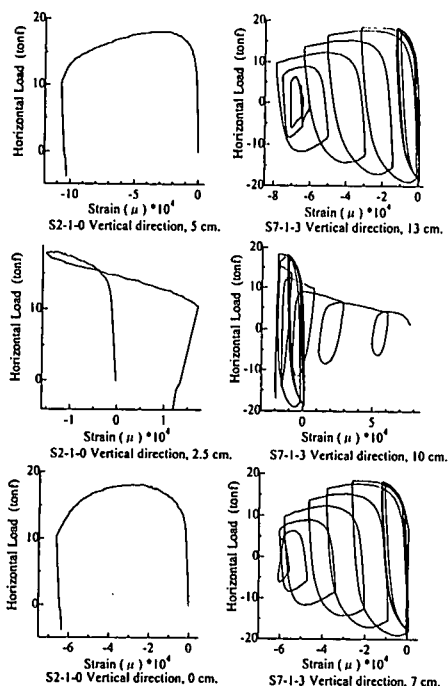 Horizontal Load (tonf)
20
10
0
-10
-5
0
Strain (μ) *10⁴
S2-1-0 Vertical direction, 5 cm.
Horizontal Load (tonf)
20
10
0
-10
-20
-8
-6
-4
-2
0
Strain (μ) *10⁴
S7-1-3 Vertical direction, 13 cm.
Horizontal Load (tonf)
10
0
-1
0
1
Strain (μ) *10⁴
S2-1-0 Vertical direction, 2.5 cm.
Horizontal Load (tonf)
20
10
0
-10
-20
0
5
Strain (μ) *10⁴
S7-1-3 Vertical direction, 10 cm.
Horizontal Load (tonf)
20
10
0
-6
-4
-2
0
Strain (μ) *10⁴
S2-1-0 Vertical direction, 0 cm.
Horizontal Load (tonf)
20
10
0
-10
-20
-6
-4
-2
0
Strain (μ) *10⁴
S7-1-3 Vertical direction, 7 cm.